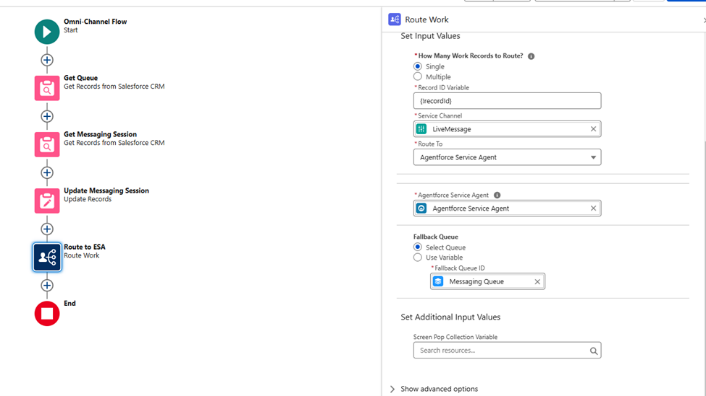 Omni-Channel Flow
Start
Get Queue
Get Records from Salesforce CRM
Get Messaging Session
Get Records from Salesforce CRM
Update Messaging Session
Update Records
Route to ESA
Route Work
End
Route Work
Set Input Values
*How Many Work Records to Route?
Single
Multiple
*Record ID Variable
{!recordId}
*Service Channel
LiveMessage
*Route To
Agentforce Service Agent
*Agentforce Service Agent
Agentforce Service Agent
Fallback Queue
Select Queue
Use Variable
*Fallback Queue ID
Messaging Queue
Set Additional Input Values
Screen Pop Collection Variable
Search resources...
Show advanced options